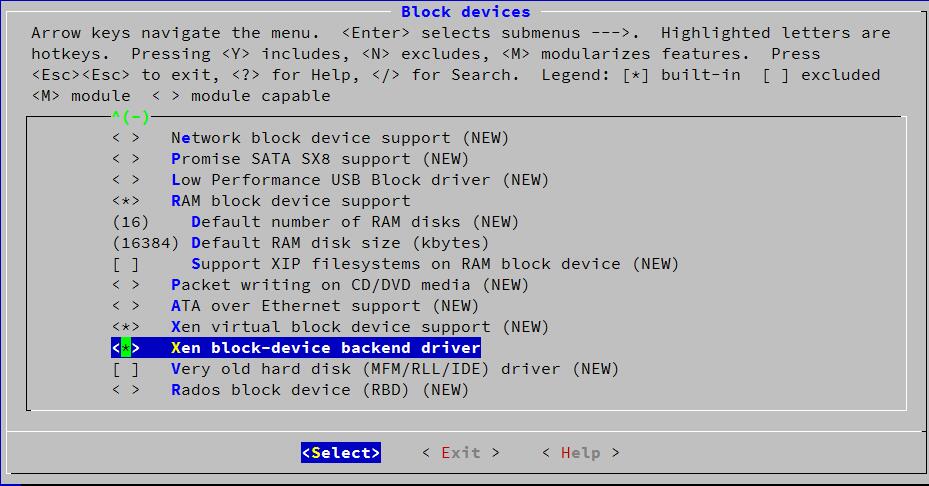 Block devices
Arrow keys navigate the menu.  <Enter> selects submenus --->.  Highlighted letters are
hotkeys.  Pressing <Y> includes, <N> excludes, <M> modularizes features.  Press
<Esc><Esc> to exit, <?> for Help, </> for Search.  Legend: [*] built-in  [ ] excluded
<M> module  < > module capable
^(-)
< >   Network block device support (NEW)
< >   Promise SATA SX8 support (NEW)
< >   Low Performance USB Block driver (NEW)
<*>   RAM block device support
(16)    Default number of RAM disks (NEW)
(16384) Default RAM disk size (kbytes)
[ ]     Support XIP filesystems on RAM block device (NEW)
< >   Packet writing on CD/DVD media (NEW)
< >   ATA over Ethernet support (NEW)
<*>   Xen virtual block device support (NEW)
<*>   Xen block-device backend driver
[ ]   Very old hard disk (MFM/RLL/IDE) driver (NEW)
< >   Rados block device (RBD) (NEW)
<Select>    < Exit >    < Help >